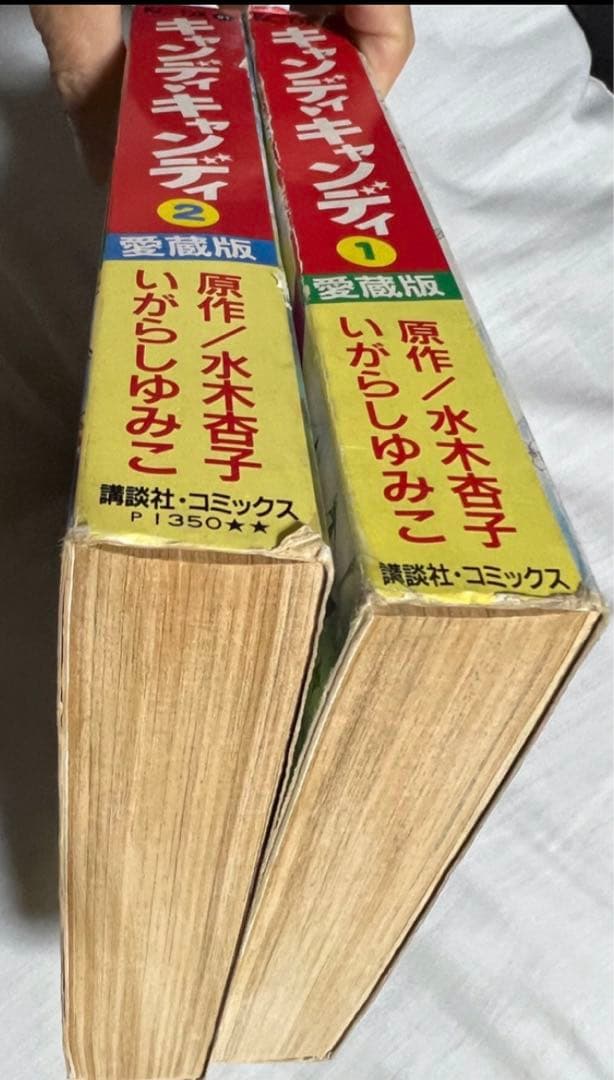 キャンディ・キャンディ
2
愛蔵版
原作/水木杏子
いがらしゆみこ
講談社・コミックス
P1350★★
キャンディ・キャンディ
1
愛蔵版
原作/水木杏子
いがらしゆみこ
講談社・コミックス